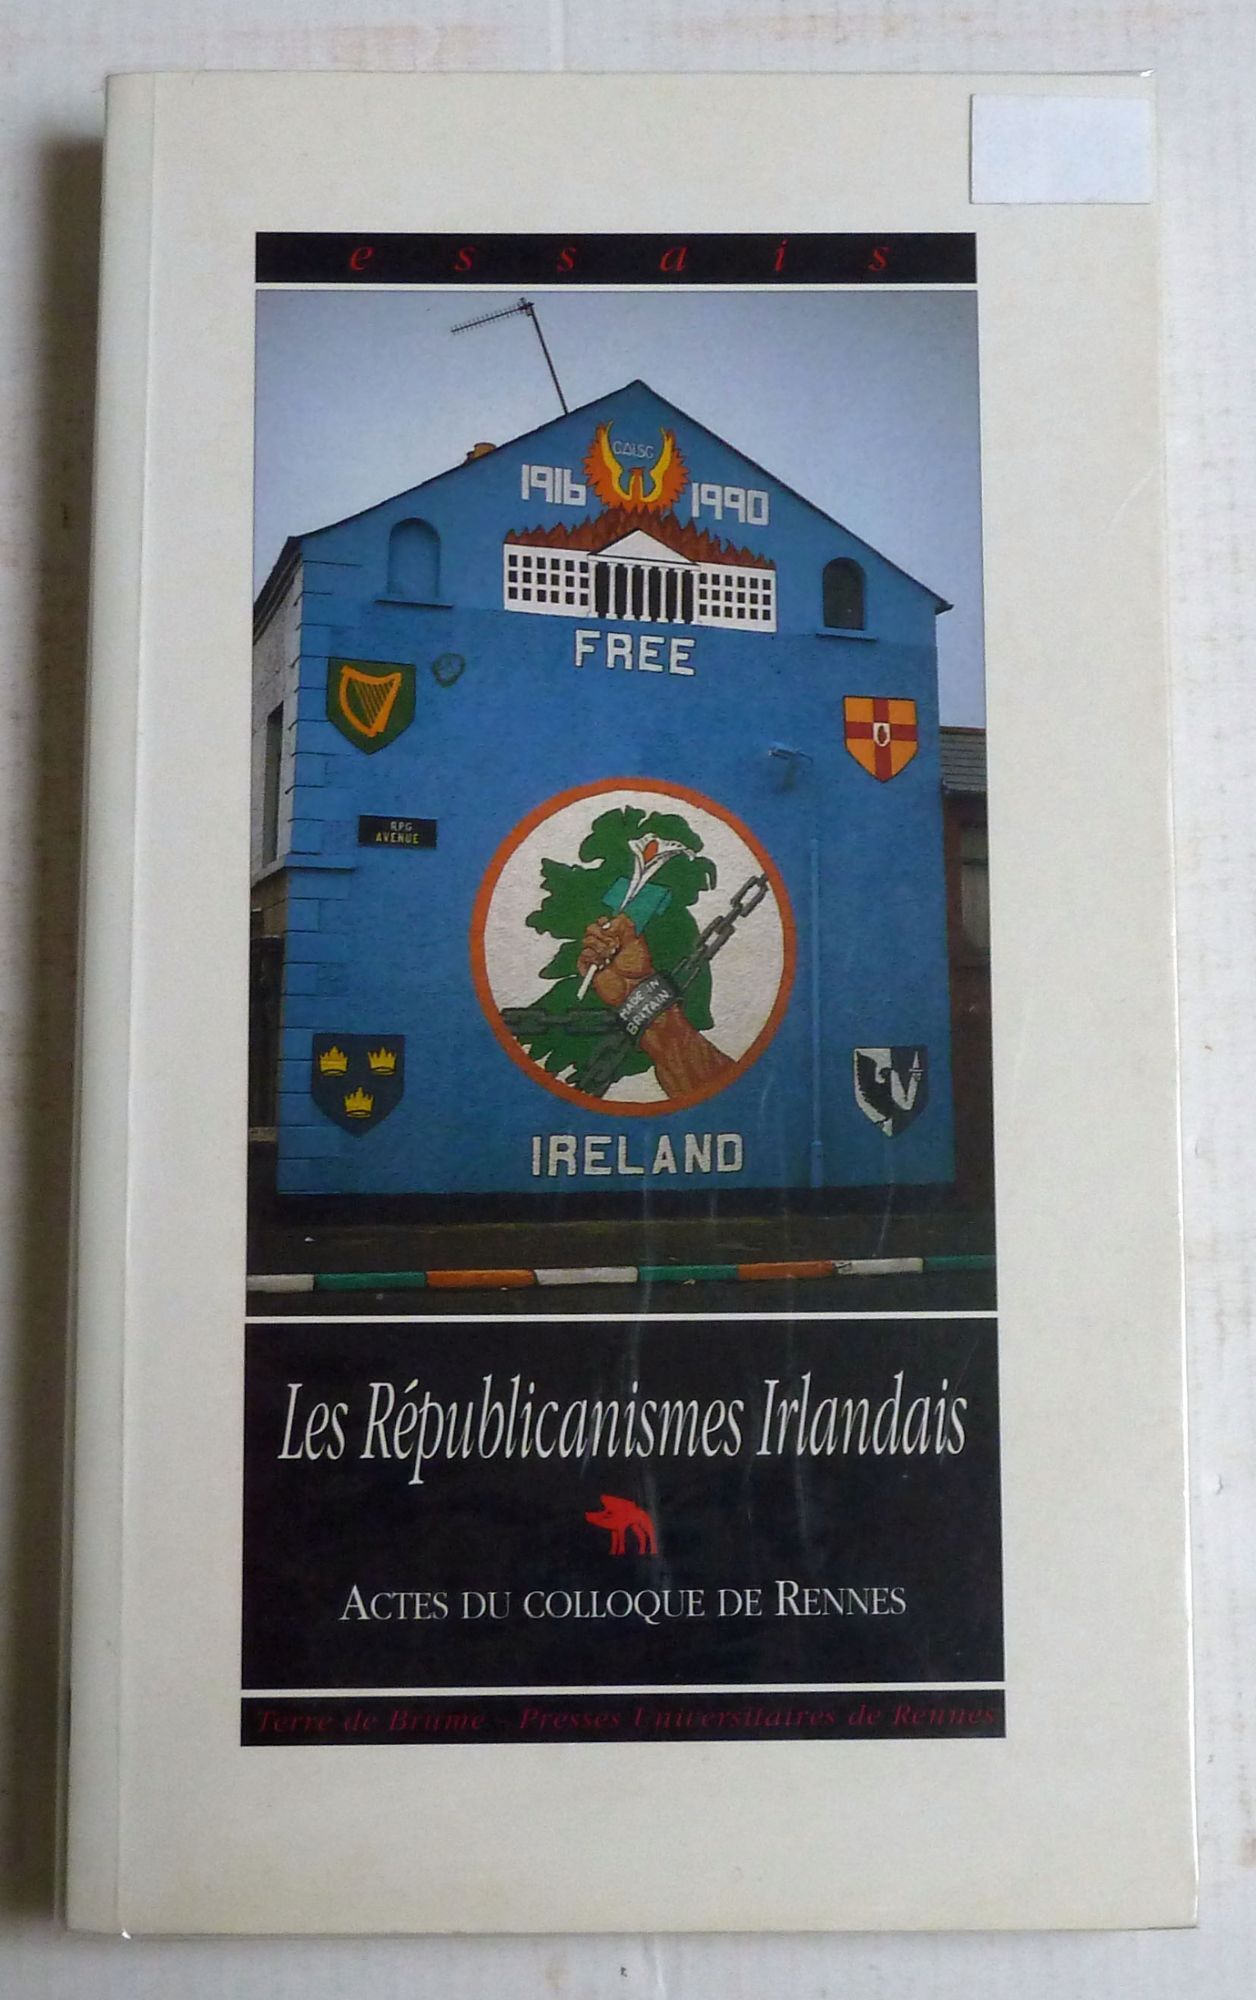 essais
1916 1990
FREE
R.P.G
AVENUE
MADE IN
BRITAIN
IRELAND
Les Républicanismes Irlandais
ACTES DU COLLOQUE DE RENNES
Terre de Brume - Presses Universitaires de Rennes